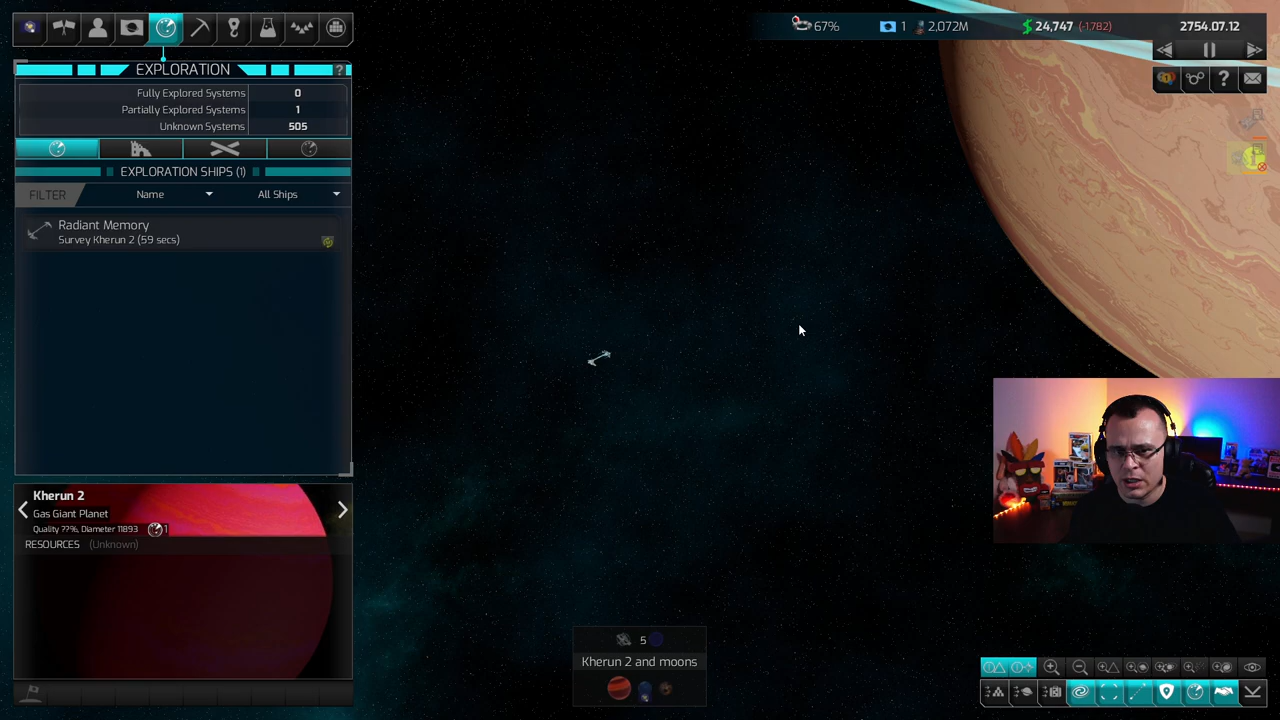 67%
1
2,072M
$ 24,747 (-1,782)
2754.07.12
EXPLORATION
?
Fully Explored Systems 0
Partially Explored Systems 1
Unknown Systems 505
EXPLORATION SHIPS (1)
FILTER Name All Ships
Radiant Memory
Survey Kherun 2 (59 secs)
Kherun 2
Gas Giant Planet
Quality ??%, Diameter 11893 1
RESOURCES (Unknown)
5
Kherun 2 and moons
1
?